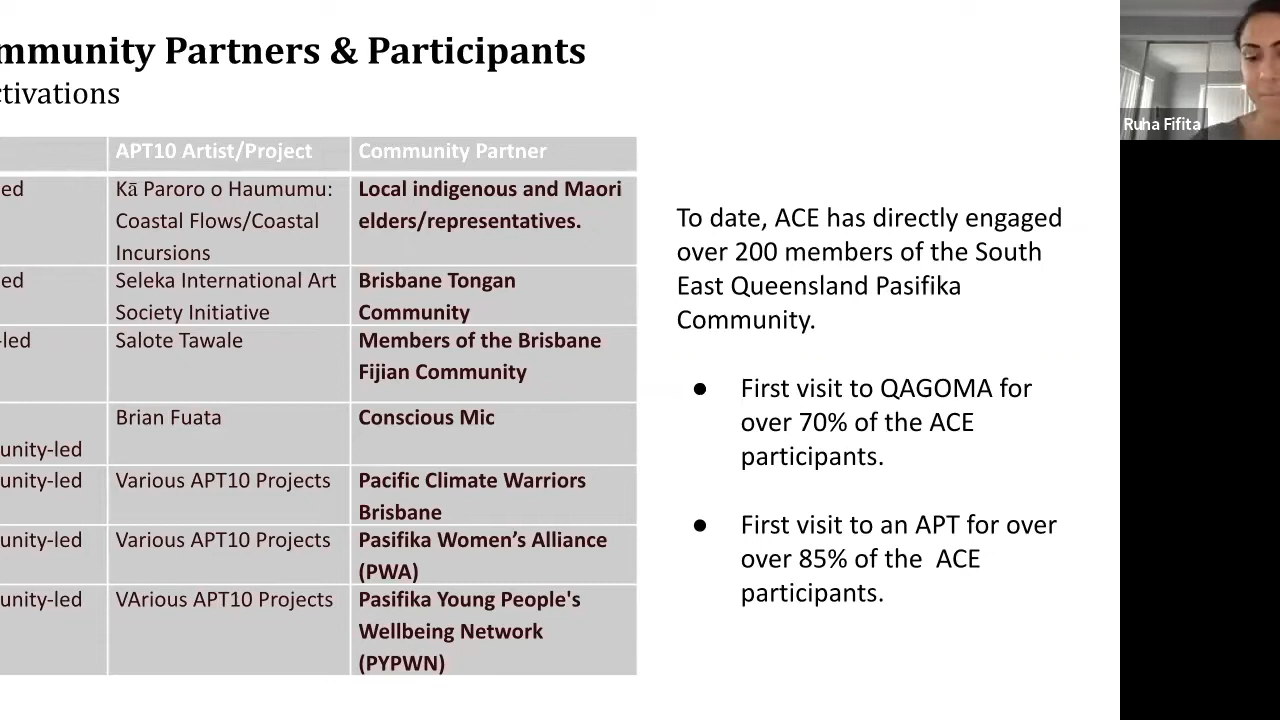 mmunity Partners & Participants
ctivations
APT10 Artist/Project Community Partner
ed Kā Paroro o Haumumu: Local indigenous and Maori
Coastal Flows/Coastal elders/representatives.
Incursions
ed Seleka International Art Brisbane Tongan
Society Initiative Community
-led Salote Tawale Members of the Brisbane
Fijian Community
Brian Fuata Conscious Mic
unity-led
unity-led Various APT10 Projects Pacific Climate Warriors
Brisbane
unity-led Various APT10 Projects Pasifika Women’s Alliance
(PWA)
unity-led VArious APT10 Projects Pasifika Young People's
Wellbeing Network
(PYPWN)
To date, ACE has directly engaged
over 200 members of the South
East Queensland Pasifika
Community.
● First visit to QAGOMA for
over 70% of the ACE
participants.
● First visit to an APT for over
over 85% of the ACE
participants.
Ruha Fifita